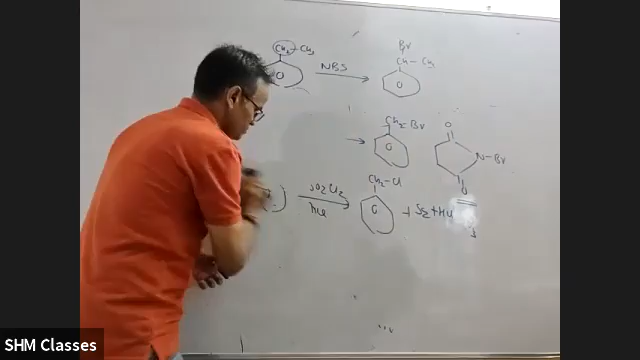 CH2-CH3 NBS Br
CH-CH3
CH2-Br O
N-Br
O
SO2Cl2 CH2-Cl
hν + SO2 + HCl
SHM Classes